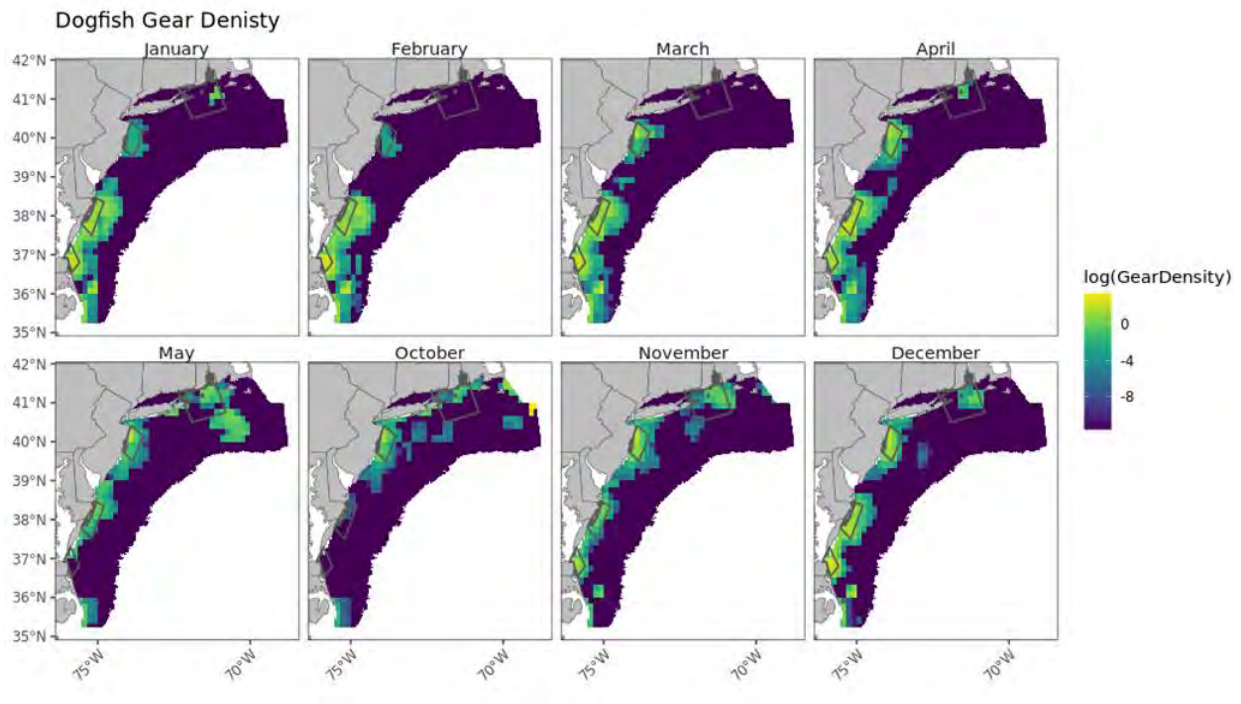 Dogfish Gear Denisty
January February March April
42°N
41°N
40°N
39°N
38°N
37°N
36°N
35°N
May October November December
42°N
41°N
40°N
39°N
38°N
37°N
36°N
35°N
75°W 70°W 75°W 70°W 75°W 70°W 75°W 70°W
log(GearDensity)
0
-4
-8